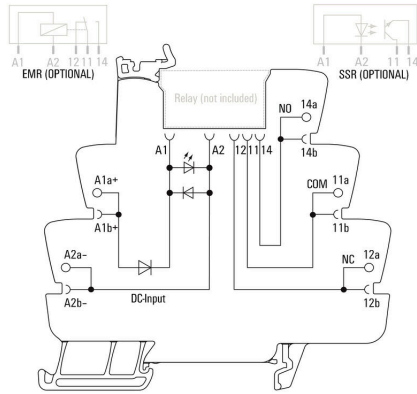 A1 A2 12 11 14
EMR (OPTIONAL)
A1 A2 11 14
SSR (OPTIONAL)
Relay (not included)
NO 14a
14b
A1 A2 12 11 14
A1a+
COM 11a
A1b+
11b
A2a−
NC 12a
DC-Input
A2b−
12b